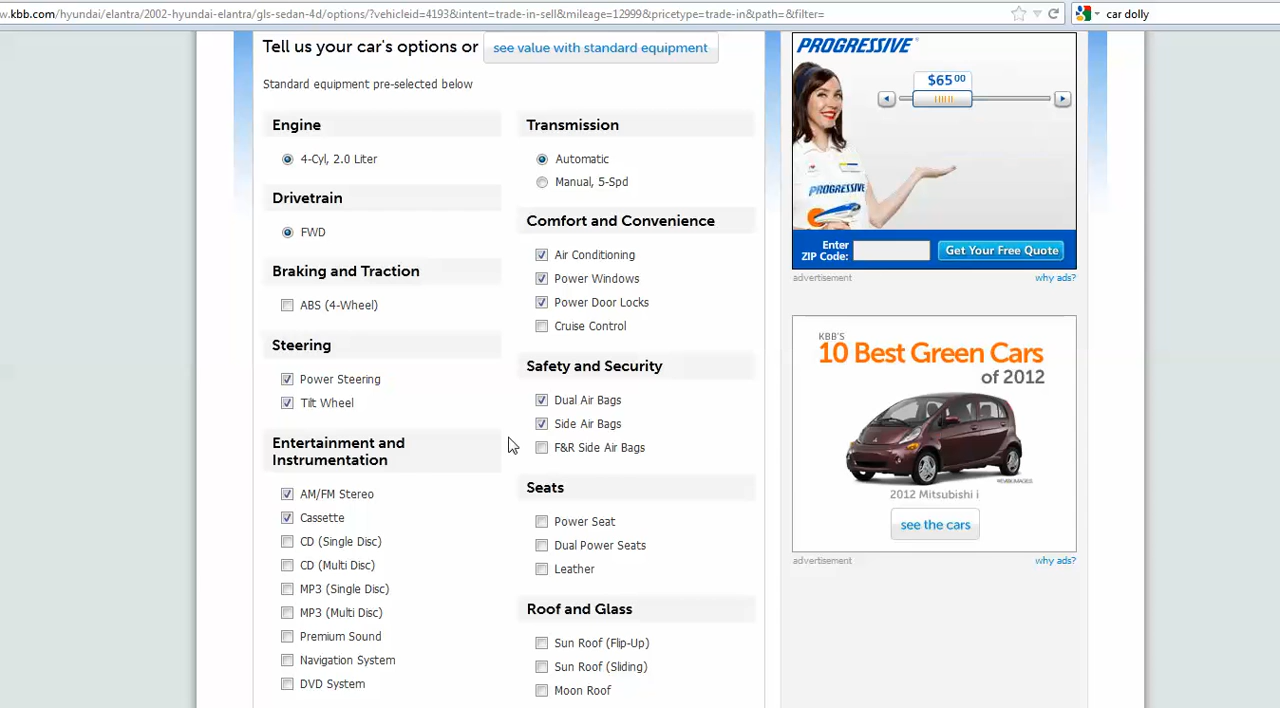 w.kbb.com/hyundai/elantra/2002-hyundai-elantra/gls-sedan-4d/options/?vehicleid=4193&intent=trade-in-sell&mileage=12999&pricetype=trade-in&path=&filter=
car dolly
Tell us your car's options or see value with standard equipment
Standard equipment pre-selected below
Engine
4-Cyl, 2.0 Liter
Drivetrain
FWD
Braking and Traction
ABS (4-Wheel)
Steering
Power Steering
Tilt Wheel
Entertainment and
Instrumentation
AM/FM Stereo
Cassette
CD (Single Disc)
CD (Multi Disc)
MP3 (Single Disc)
MP3 (Multi Disc)
Premium Sound
Navigation System
DVD System
Transmission
Automatic
Manual, 5-Spd
Comfort and Convenience
Air Conditioning
Power Windows
Power Door Locks
Cruise Control
Safety and Security
Dual Air Bags
Side Air Bags
F&R Side Air Bags
Seats
Power Seat
Dual Power Seats
Leather
Roof and Glass
Sun Roof (Flip-Up)
Sun Roof (Sliding)
Moon Roof
PROGRESSIVE
$65.00
PROGRESSIVE
Enter
ZIP Code:
Get Your Free Quote
advertisement why ads?
KBB'S
10 Best Green Cars
of 2012
2012 Mitsubishi i
see the cars
advertisement why ads?